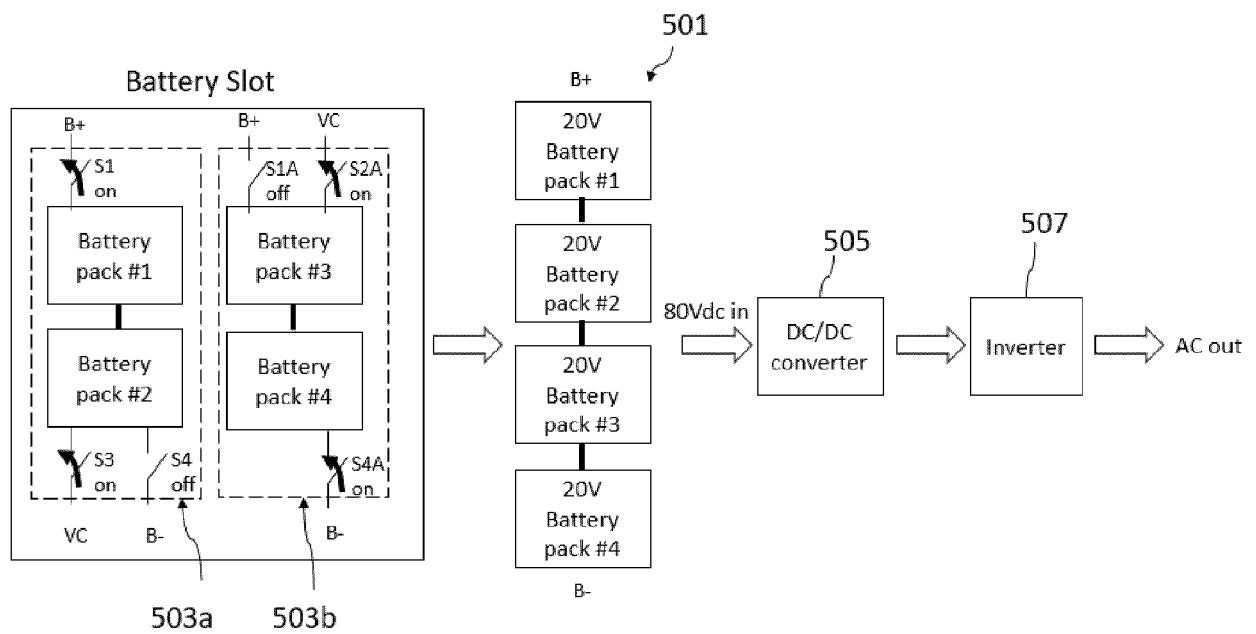 501
Battery Slot
B+
S1
on
B+
VC
S1A
off
S2A
on
Battery
pack #1
Battery
pack #2
Battery
pack #3
Battery
pack #4
S3
on
S4
off
S4A
on
VC
B-
B-
503a
503b
B+
20V
Battery
pack #1
20V
Battery
pack #2
20V
Battery
pack #3
20V
Battery
pack #4
B-
80Vdc in
505
DC/DC
converter
507
Inverter
AC out